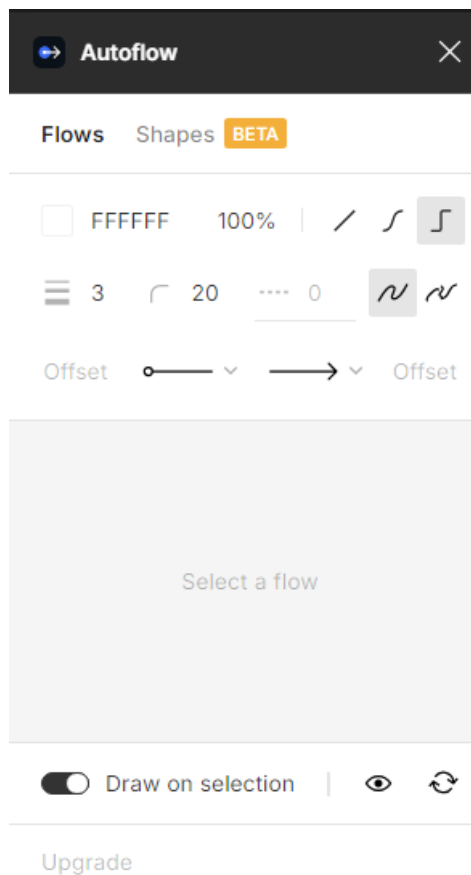 Autoflow
Flows Shapes BETA
FFFFFF 100%
3 20 0
Offset Offset
Select a flow
Draw on selection
Upgrade